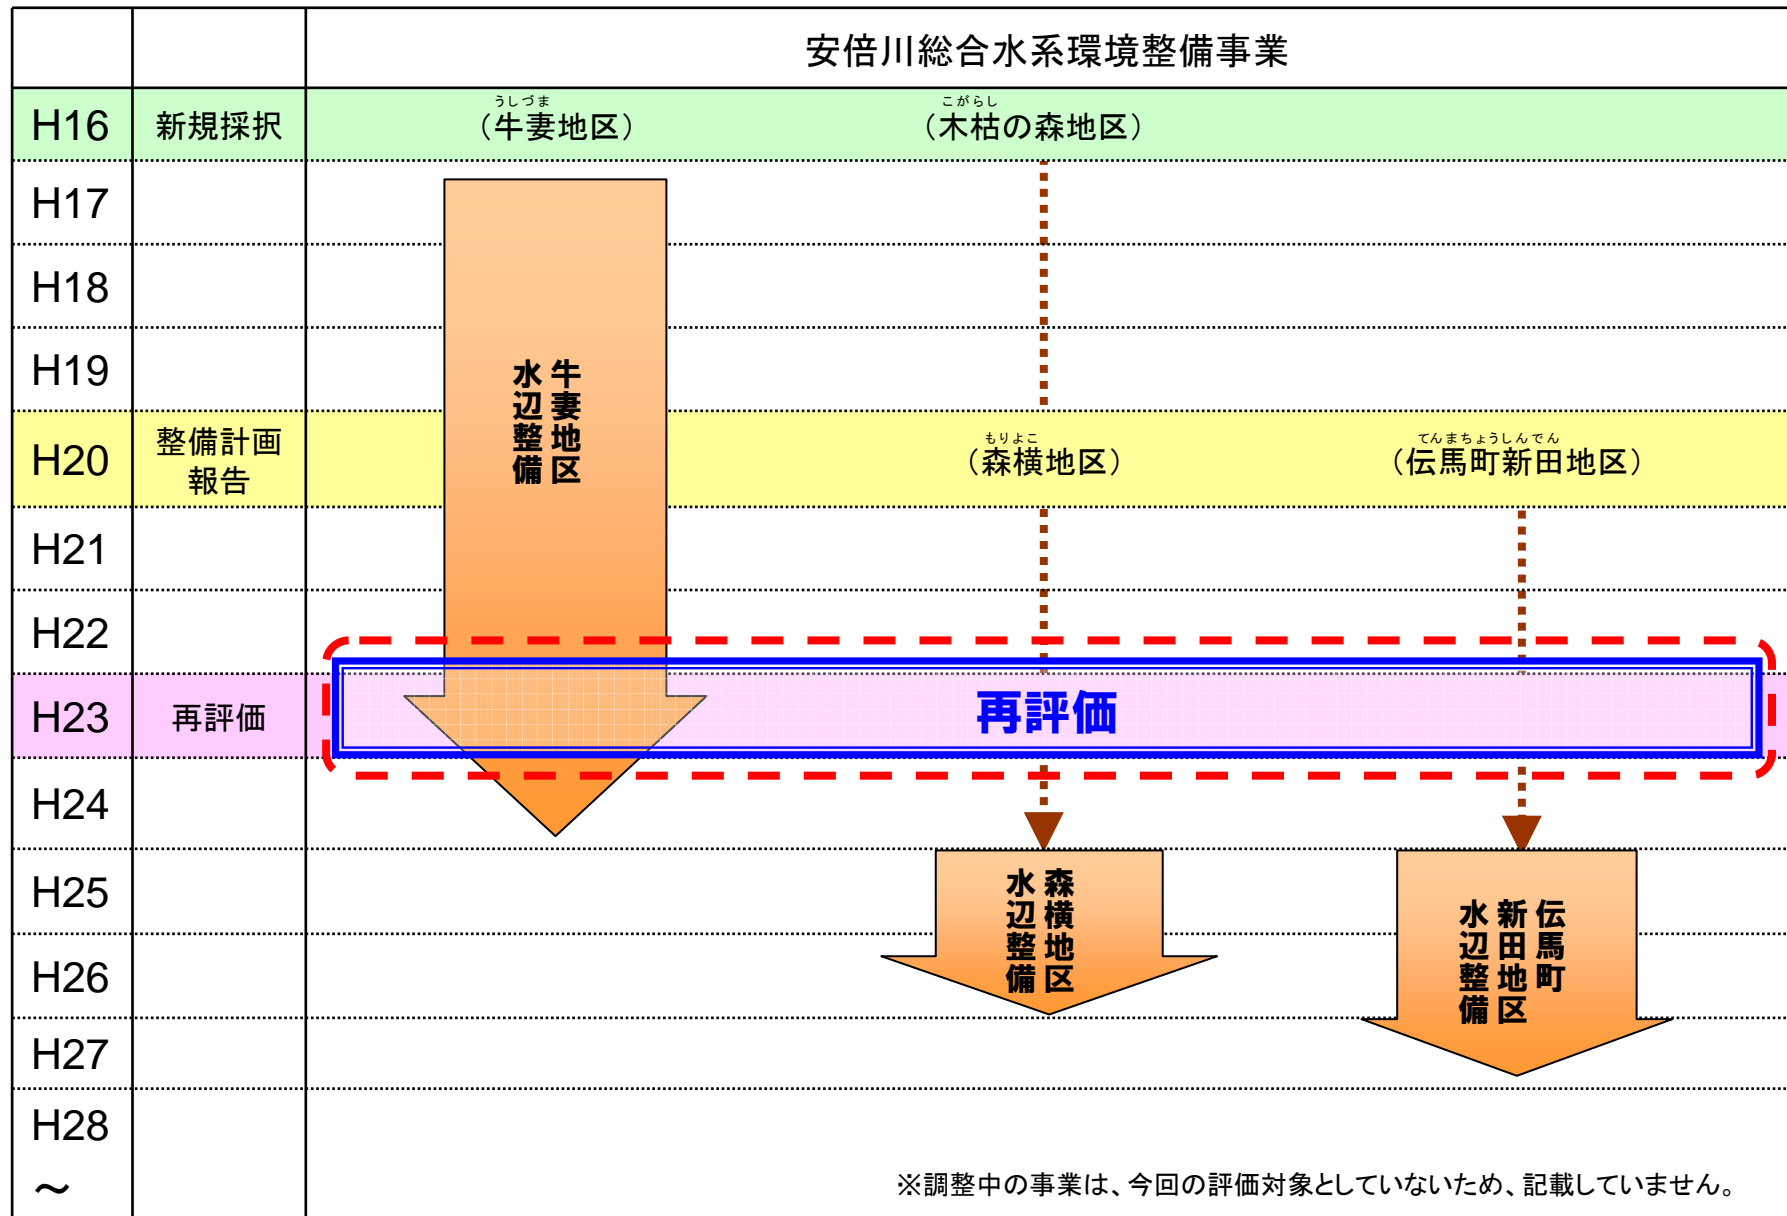 安倍川総合水系環境整備事業
H16 新規採択
うしづま
（牛妻地区）
こがらし
（木枯の森地区）
H17
H18
H19
H20 整備計画
報告
もりよこ
（森横地区）
てんまちょうしんでん
（伝馬町新田地区）
牛妻地区
水辺整備
H21
H22
H23 再評価
再評価
H24
H25
森横地区
水辺整備
伝馬町
新田地区
水辺整備
H26
H27
H28
～
※調整中の事業は、今回の評価対象としていないため、記載していません。